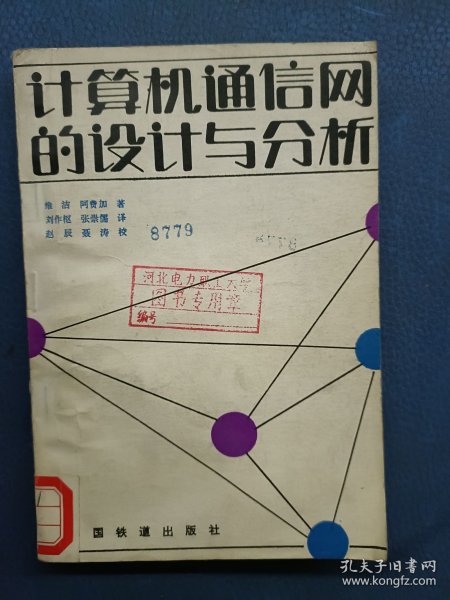 计算机通信网
的设计与分析
维 洁 阿费加 著
刘作枢 张崇儒 译
赵 辰 聂 涛 校
8779
河北电力职工大学
图书专用章
编号
国铁道出版社
孔夫子旧书网
www.kongfz.com